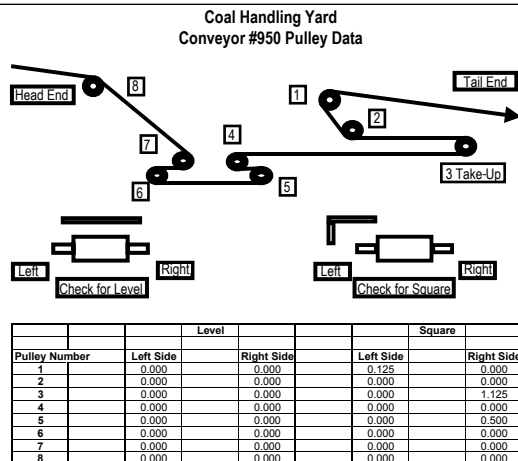 Coal Handling Yard
Conveyor #950 Pulley Data
8
Head End
Tail End
1
2
7
4
3 Take-Up
6
5
Left
Right
Check for Level
Left
Right
Check for Square
Level
Square
Pulley Number Left Side Right Side Left Side Right Side
1 0.000 0.000 0.125 0.000
2 0.000 0.000 0.000 0.000
3 0.000 0.000 0.000 1.125
4 0.000 0.000 0.000 0.000
5 0.000 0.000 0.000 0.500
6 0.000 0.000 0.000 0.000
7 0.000 0.000 0.000 0.000
8 0.000 0.000 0.000 0.000